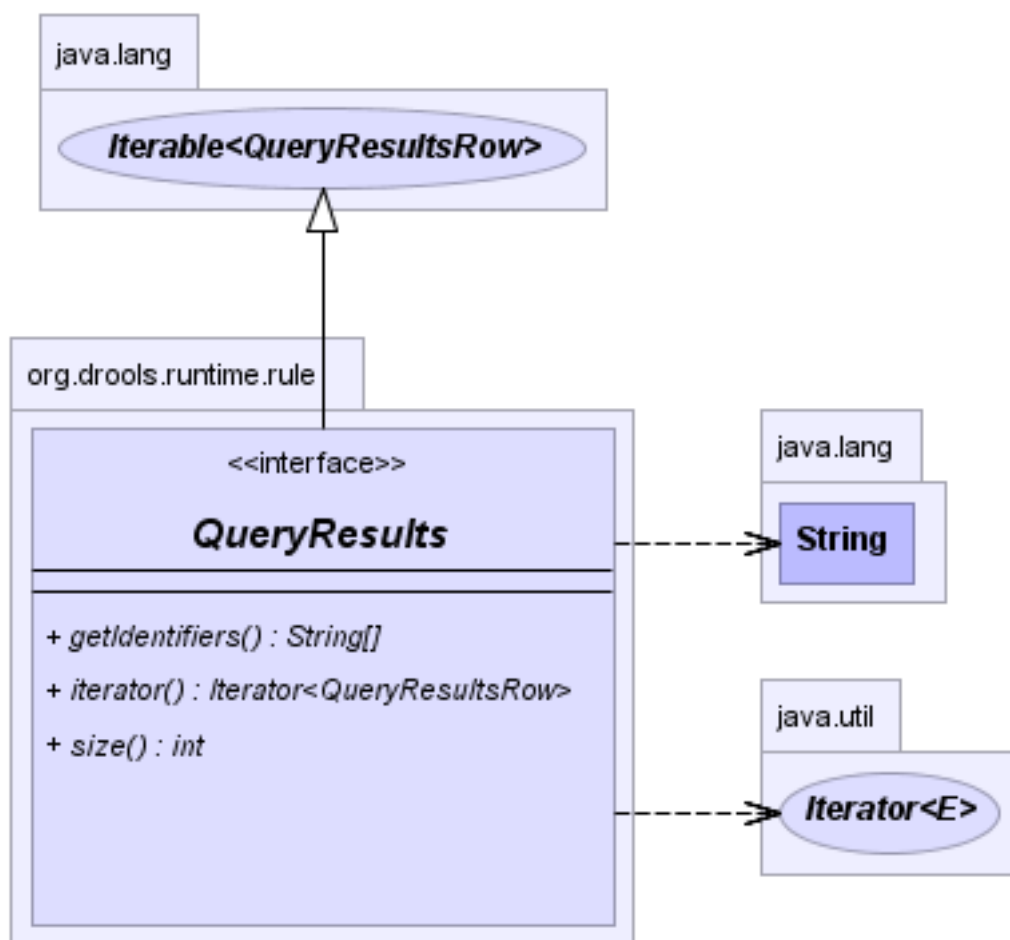 java.lang
Iterable<QueryResultsRow>
org.drools.runtime.rule
<<interface>>
QueryResults
+ getIdentifiers() : String[]
+ iterator() : Iterator<QueryResultsRow>
+ size() : int
java.lang
String
java.util
Iterator<E>